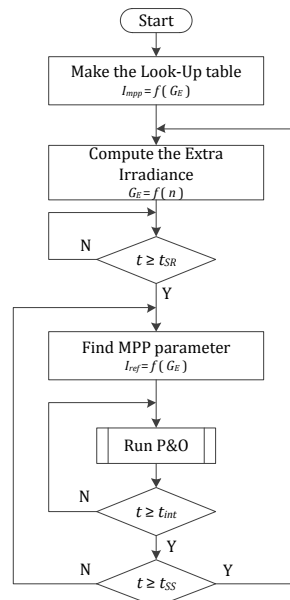 Start
Make the Look-Up table
Impp = f ( GE )
Compute the Extra
Irradiance
GE = f ( n )
N
t ≥ tSR
Y
Find MPP parameter
Iref = f ( GE )
Run P&O
N
t ≥ tint
Y
N
t ≥ tSS
Y